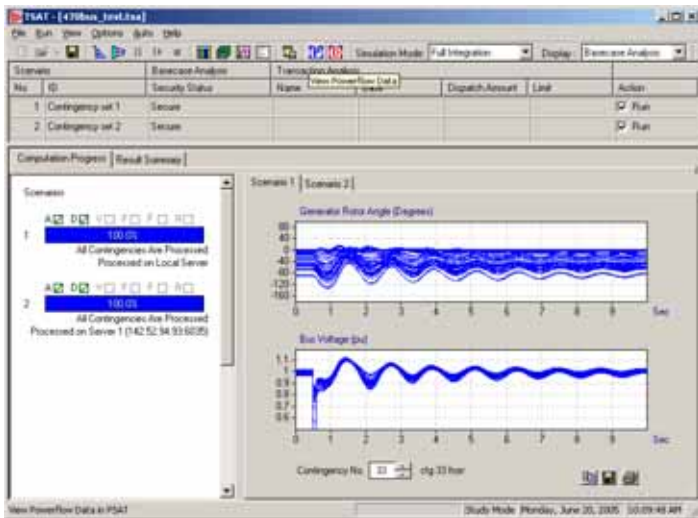 TSAT - [470bus_test.tsa]
File Run View Options Auto Help
Simulation Mode: Full Integration Display: Basecase Analysis
Scenario Basecase Analysis Transaction Analysis
View Powerflow Data
No. ID Security Status Name Dispatch Amount Limit Action
1 Contingency set 1 Secure Run
2 Contingency set 2 Secure Run
Computation Progress Result Summary
Scenarios
Scenario 1 Scenario 2
A D V F F R
1 100.0%
All Contingencies Are Processed
Processed on Local Server
A D V F F R
2 100.0%
All Contingencies Are Processed
Processed on Server 1 (142.52.94.93:6035)
Generator Rotor Angle (Degrees)
80
40
0
-40
-80
-120
-160
0 1 2 3 4 5 6 7 8 9 Sec
Bus Voltage (pu)
1.1
1
0.9
0.8
0.7
0.6
0 1 2 3 4 5 6 7 8 9 Sec
Contingency No. 33 ctg 33 hver
View Powerflow Data in PSAT
Study Mode Monday, June 20, 2005 10:09:48 AM